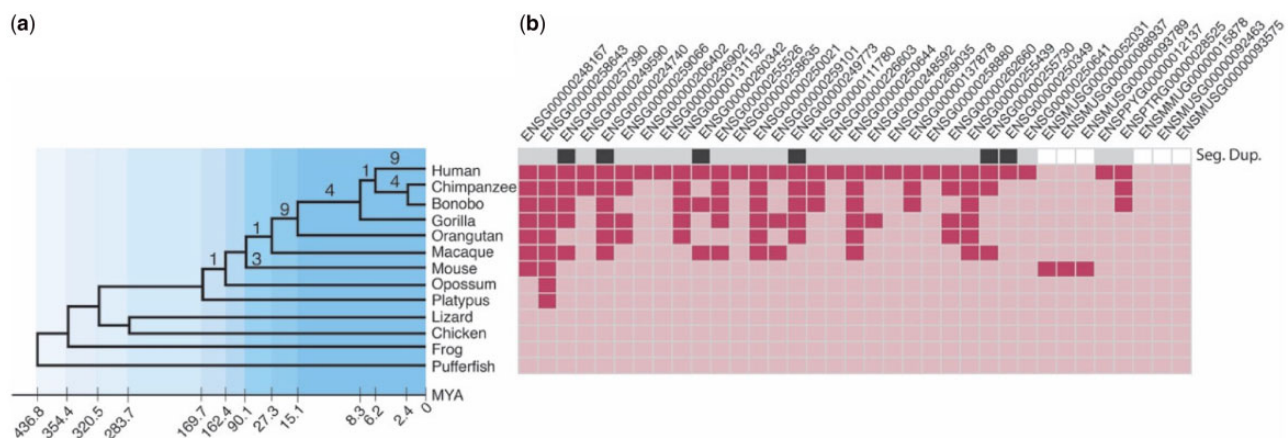 (a)
9
1
4
4
9
1
3
1
Human
Chimpanzee
Bonobo
Gorilla
Orangutan
Macaque
Mouse
Opossum
Platypus
Lizard
Chicken
Frog
Pufferfish
MYA
436.8
354.4
320.5
283.7
169.7
162.4
90.1
27.3
15.1
8.3
6.2
2.4
0
(b)
ENSG00000248167
ENSG00000258643
ENSG00000257390
ENSG00000249590
ENSG00000224740
ENSG00000259066
ENSG00000206402
ENSG00000236902
ENSG00000131152
ENSG00000260342
ENSG00000255526
ENSG00000258635
ENSG00000250021
ENSG00000259101
ENSG00000249773
ENSG00000111780
ENSG00000226603
ENSG00000250644
ENSG00000248592
ENSG00000269035
ENSG00000137878
ENSG00000258880
ENSG00000262660
ENSG00000255439
ENSG00000255730
ENSG00000250349
ENSG00000250641
ENSMUSG00000052031
ENSMUSG00000088937
ENSMUSG00000093789
ENSPPYG00000012137
ENSPTRG00000028525
ENSMMUG00000015878
ENSMUSG00000092463
ENSMUSG00000093575
Seg. Dup.